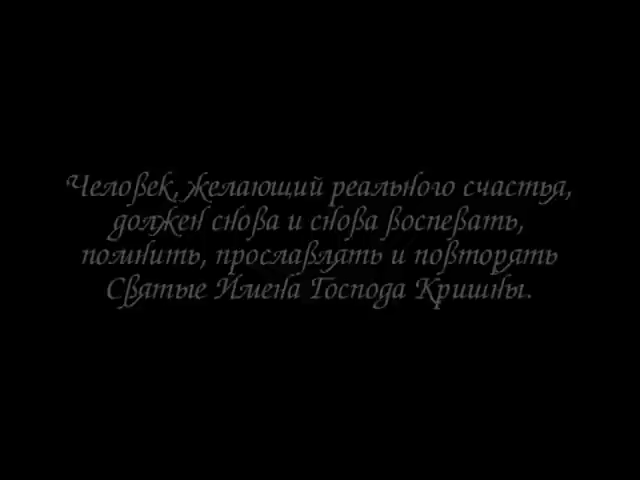 Человек, желающий реального счастья,
должен снова и снова воспевать,
помнить, прославлять и повторять
Святые Имена Господа Кришны.